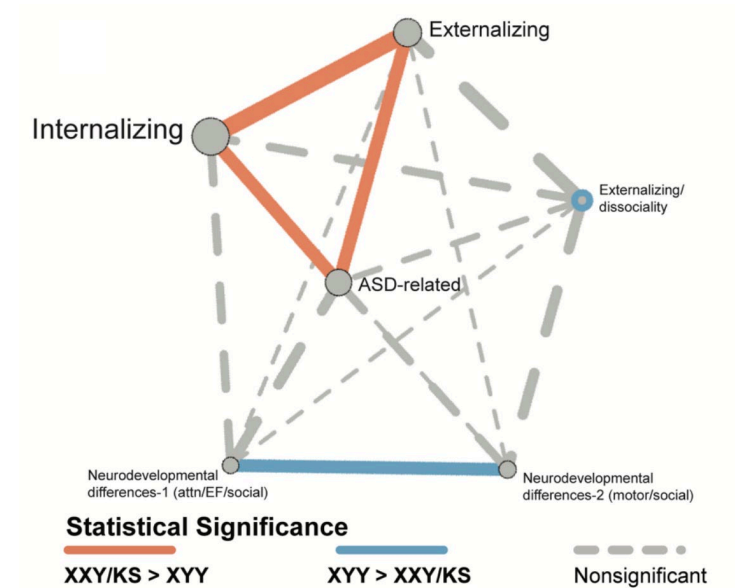 Externalizing
Internalizing
Externalizing/
dissociality
ASD-related
Neurodevelopmental
differences-1 (attn/EF/social)
Neurodevelopmental
differences-2 (motor/social)
Statistical Significance
XXY/KS > XYY
XYY > XXY/KS
Nonsignificant